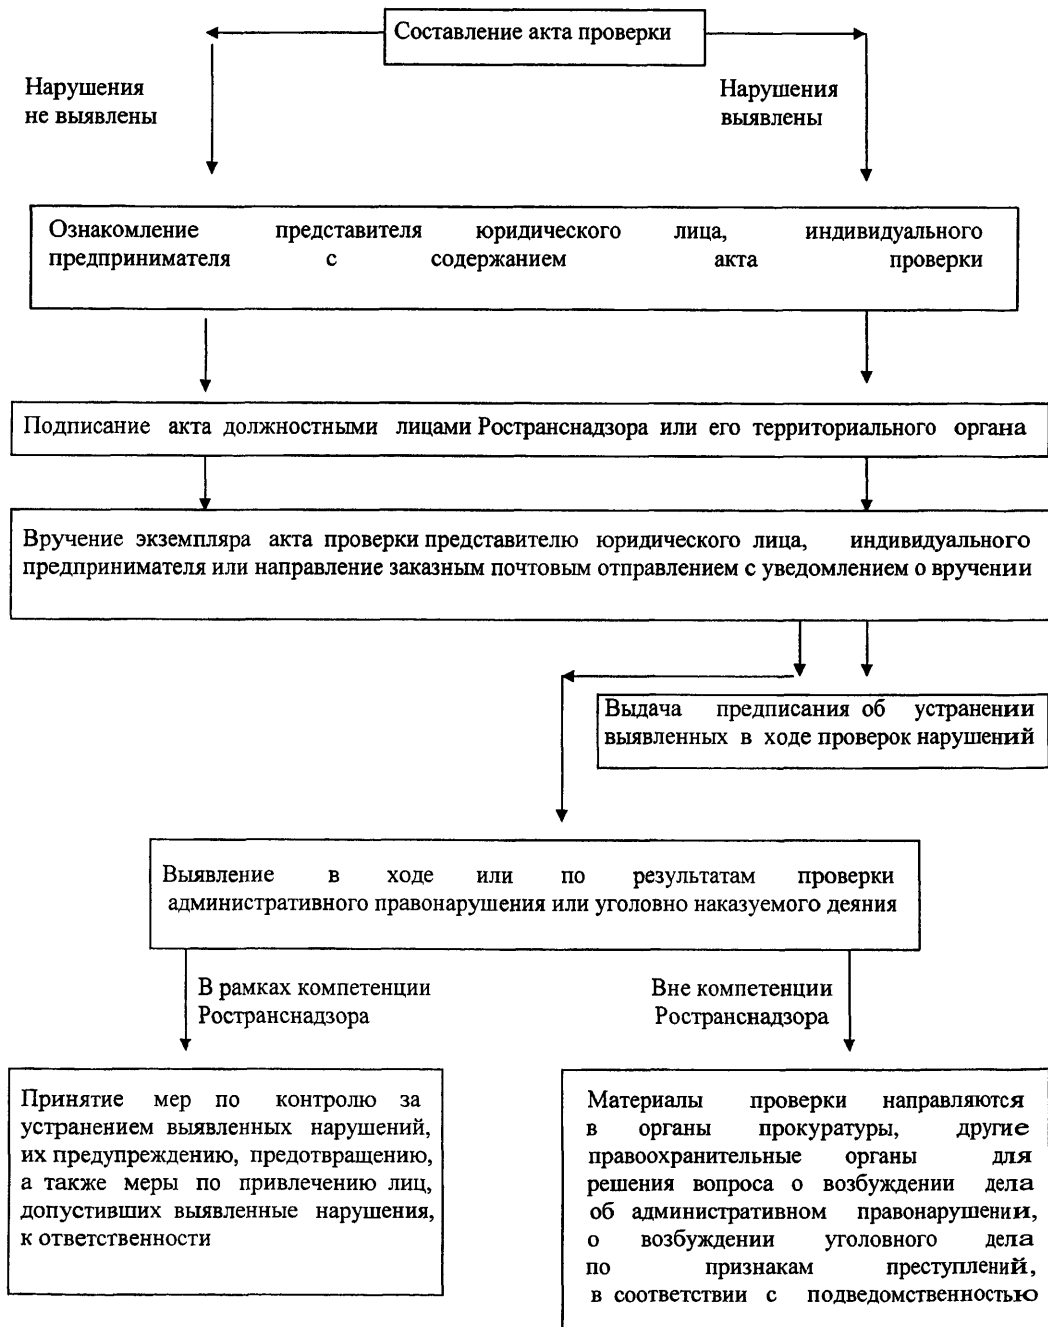 Составление акта проверки
Нарушения
не выявлены
Нарушения
выявлены
Ознакомление представителя юридического лица, индивидуального
предпринимателя с содержанием акта проверки
Подписание акта должностными лицами Ространснадзора или его территориального органа
Вручение экземпляра акта проверки представителю юридического лица, индивидуального
предпринимателя или направление заказным почтовым отправлением с уведомлением о вручении
Выдача предписания об устранении
выявленных в ходе проверок нарушений
Выявление в ходе или по результатам проверки
административного правонарушения или уголовно наказуемого деяния
В рамках компетенции
Ространснадзора
Вне компетенции
Ространснадзора
Принятие мер по контролю за
устранением выявленных нарушений,
их предупреждению, предотвращению,
а также меры по привлечению лиц,
допустивших выявленные нарушения,
к ответственности
Материалы проверки направляются
в органы прокуратуры, другие
правоохранительные органы для
решения вопроса о возбуждении дела
об административном правонарушении,
о возбуждении уголовного дела
по признакам преступлений,
в соответствии с подведомственностью